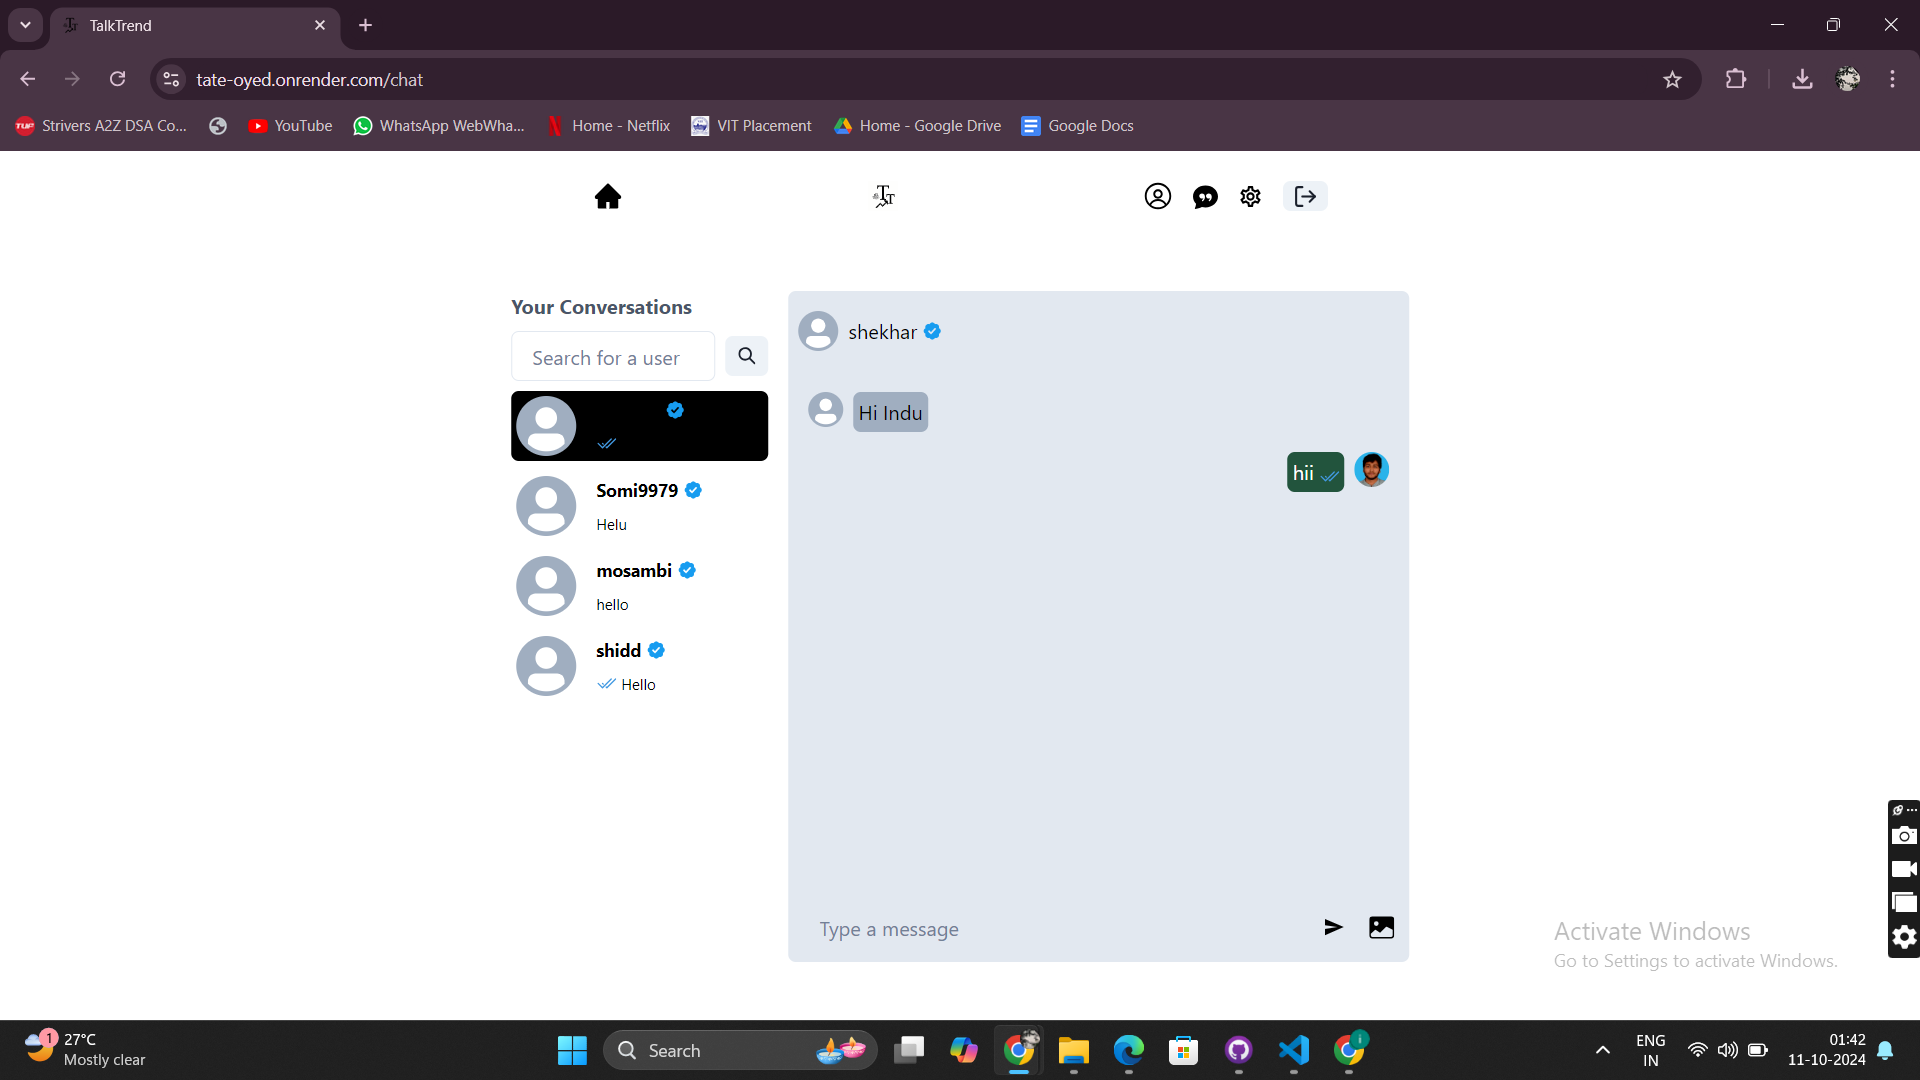 TalkTrend
tate-oyed.onrender.com/chat
Strivers A2Z DSA Co... YouTube WhatsApp WebWha... Home - Netflix VIT Placement Home - Google Drive Google Docs
Your Conversations
Search for a user
Somi9979
Helu
mosambi
hello
shidd
Hello
shekhar
Hi Indu
hii
Type a message
Activate Windows
Go to Settings to activate Windows.
1
27°C
Mostly clear
Search
ENG
IN
01:42
11-10-2024